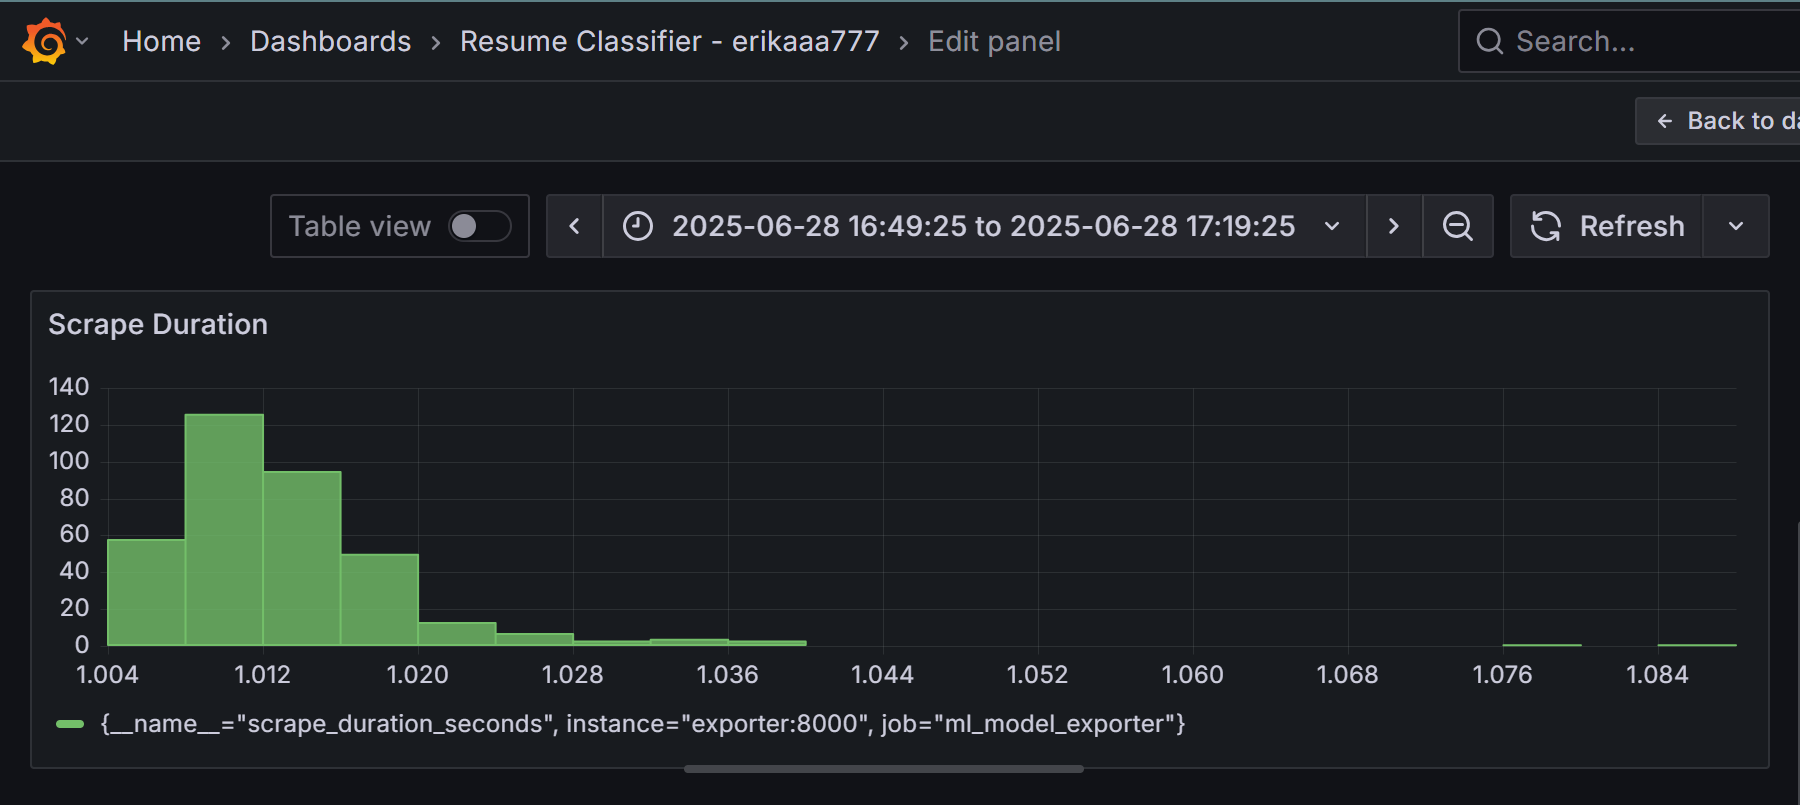 Home › Dashboards › Resume Classifier - erikaaa777 › Edit panel
Search...
Back to da
Table view
2025-06-28 16:49:25 to 2025-06-28 17:19:25
Refresh
Scrape Duration
140
120
100
80
60
40
20
0
1.004 1.012 1.020 1.028 1.036 1.044 1.052 1.060 1.068 1.076 1.084
{__name__="scrape_duration_seconds", instance="exporter:8000", job="ml_model_exporter"}